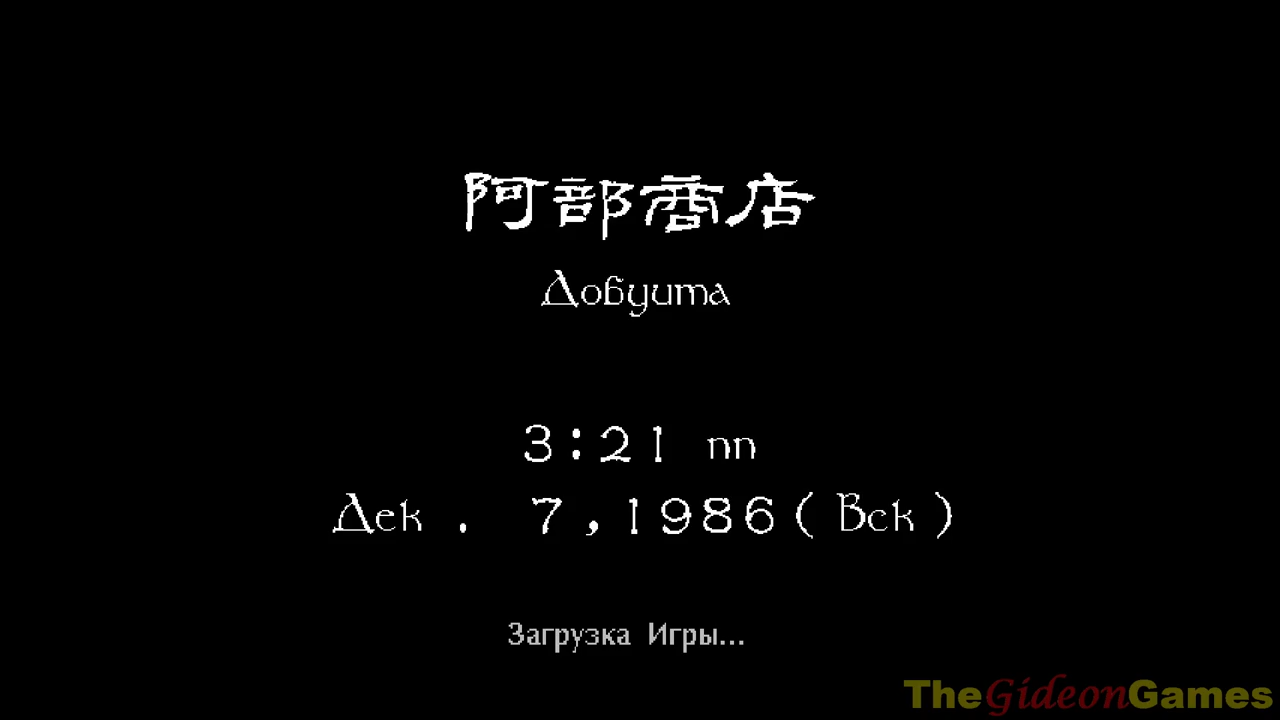 阿部商店
Добуита
3:21 пп
Дек . 7,1986(Вск)
Загрузка Игры...
TheGideonGames